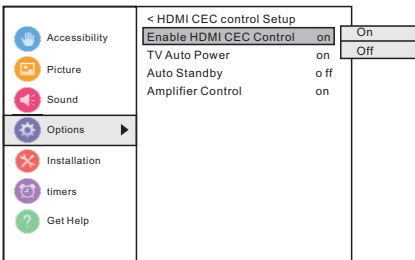 Accessibility
Picture
Sound
Options
Installation
timers
Get Help
< HDMI CEC control Setup
Enable HDMI CEC Control on
TV Auto Power on
Auto Standby o ff
Amplifier Control on
On
Off